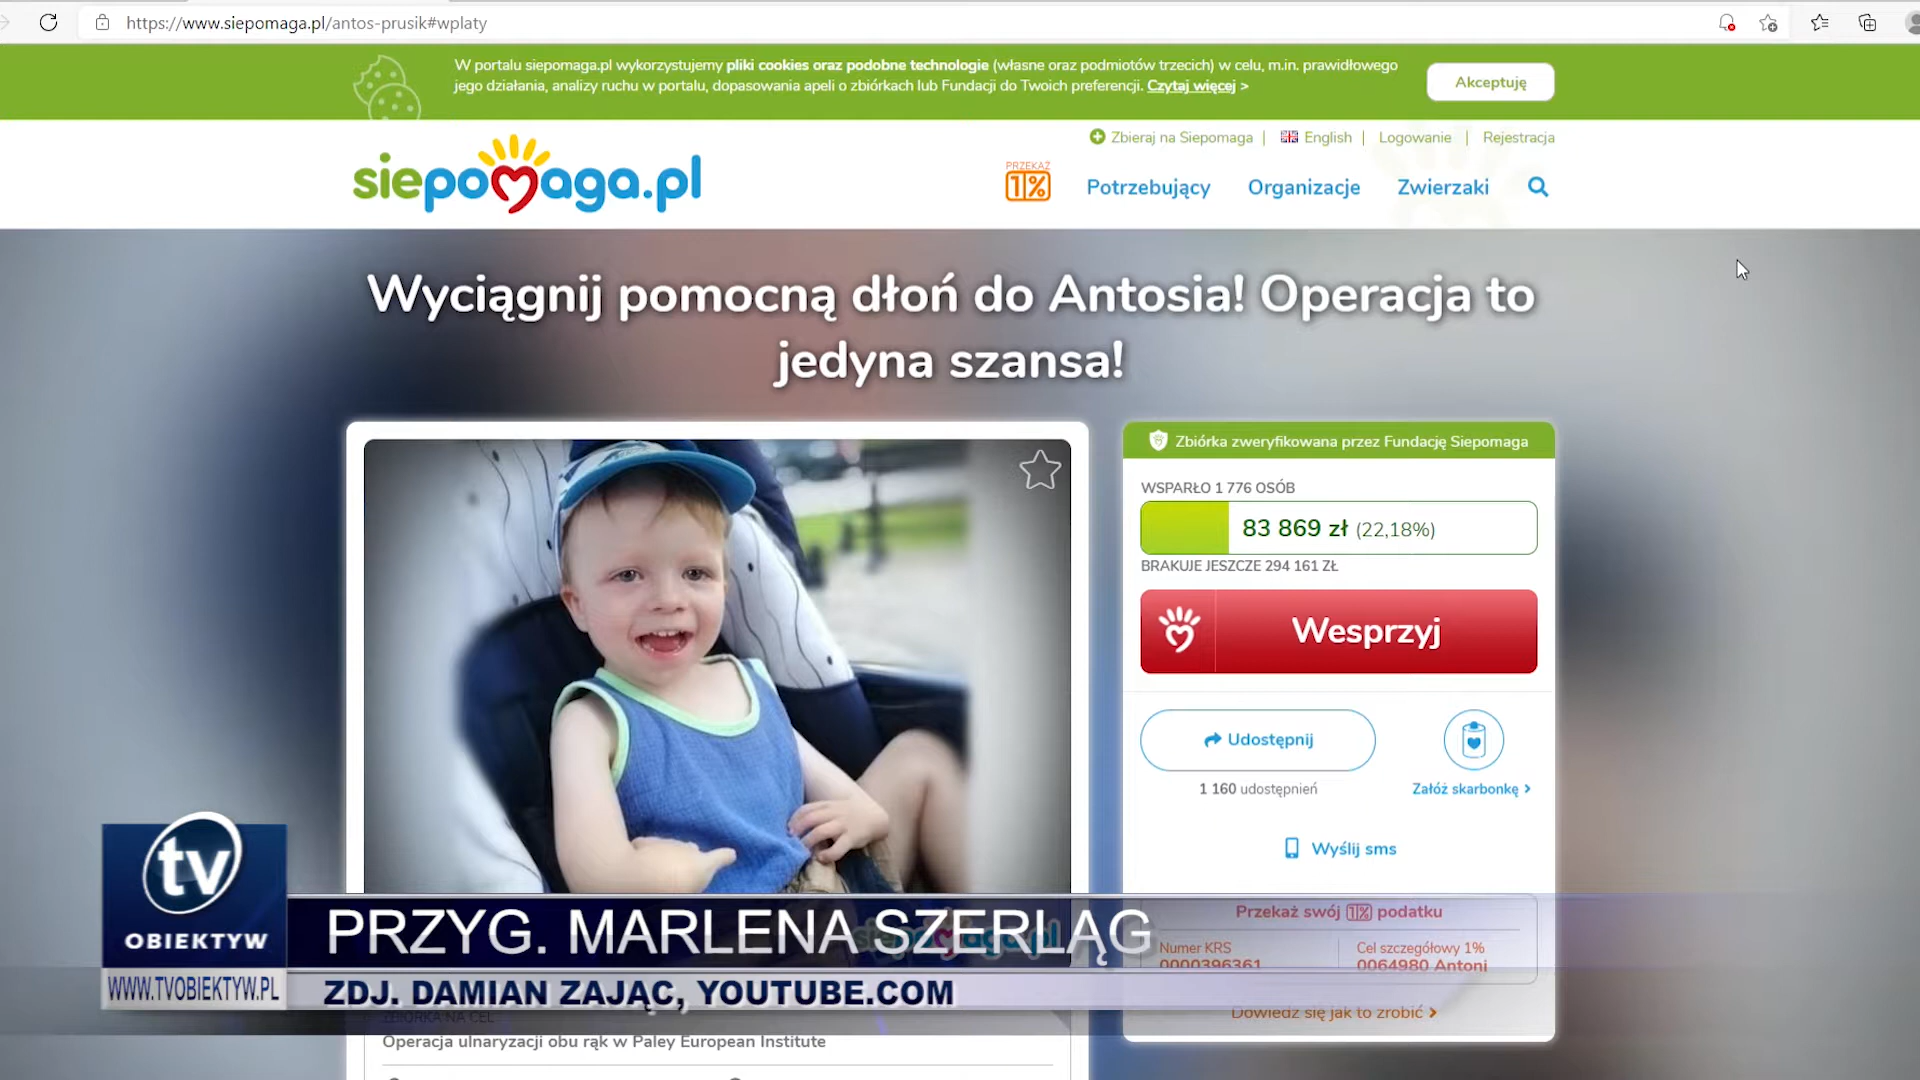 https://www.siepomaga.pl/antos-prusik#wplaty
W portalu siepomaga.pl wykorzystujemy pliki cookies oraz podobne technologie (własne oraz podmiotów trzecich) w celu, m.in. prawidłowego
jego działania, analizy ruchu w portalu, dopasowania apeli o zbiórkach lub Fundacji do Twoich preferencji. Czytaj więcej >
Akceptuję
Zbieraj na Siepomaga | English | Logowanie | Rejestracja
siepomaga.pl
PRZEKAŻ
1%
Potrzebujący Organizacje Zwierzaki
Wyciągnij pomocną dłoń do Antosia! Operacja to
jedyna szansa!
Zbiórka zweryfikowana przez Fundację Siepomaga
WSPARŁO 1 776 OSÓB
83 869 zł (22,18%)
BRAKUJE JESZCZE 294 161 ZŁ
Wesprzyj
Udostępnij
1 160 udostępnień
Załóż skarbonkę >
Wyślij sms
Przekaż swój 1% podatku
Numer KRS
0000396361
Cel szczegółowy 1%
0064980 Antoni
Dowiedz się jak to zrobić >
tv
OBIEKTYW
WWW.TVOBIEKTYW.PL
PRZYG. MARLENA SZERLĄG
ZDJ. DAMIAN ZAJĄC, YOUTUBE.COM
ZBIÓRKA NA CEL
Operacja ulnaryzacji obu rąk w Paley European Institute